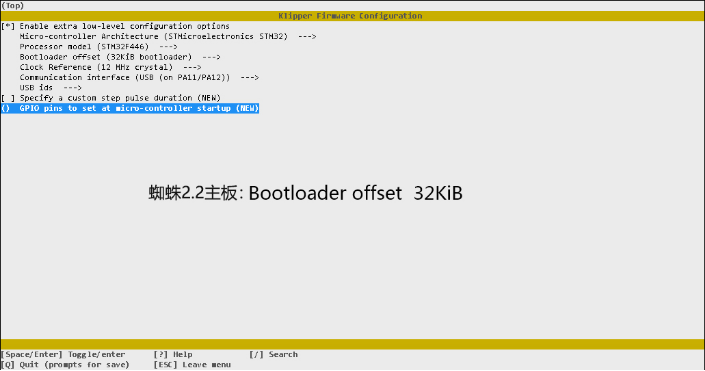 (Top)
Klipper Firmware Configuration
[*] Enable extra low-level configuration options
Micro-controller Architecture (STMicroelectronics STM32) --->
Processor model (STM32F446) --->
Bootloader offset (32KiB bootloader) --->
Clock Reference (12 MHz crystal) --->
Communication interface (USB (on PA11/PA12)) --->
USB ids --->
[ ] Specify a custom step pulse duration (NEW)
() GPIO pins to set at micro-controller startup (NEW)
蜘蛛2.2主板：Bootloader offset 32KiB
[Space/Enter] Toggle/enter [?] Help [/] Search
[Q] Quit (prompts for save) [ESC] Leave menu